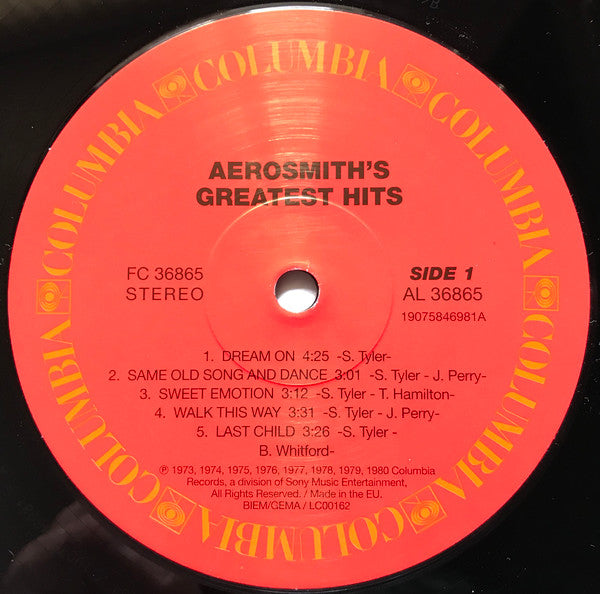 COLUMBIA COLUMBIA COLUMBIA COLUMBIA COLUMBIA COLUMBIA
AEROSMITH'S
GREATEST HITS
FC 36865 SIDE 1
STEREO AL 36865
19075846981A
1. DREAM ON 4:25 -S. Tyler-
2. SAME OLD SONG AND DANCE 3:01 -S. Tyler - J. Perry-
3. SWEET EMOTION 3:12 -S. Tyler - T. Hamilton-
4. WALK THIS WAY 3:31 -S. Tyler - J. Perry-
5. LAST CHILD 3:26 -S. Tyler -
B. Whitford-
℗ 1973, 1974, 1975, 1976, 1977, 1978, 1979, 1980 Columbia
Records, a division of Sony Music Entertainment,
All Rights Reserved. / Made in the EU.
BIEM/GEMA / LC00162